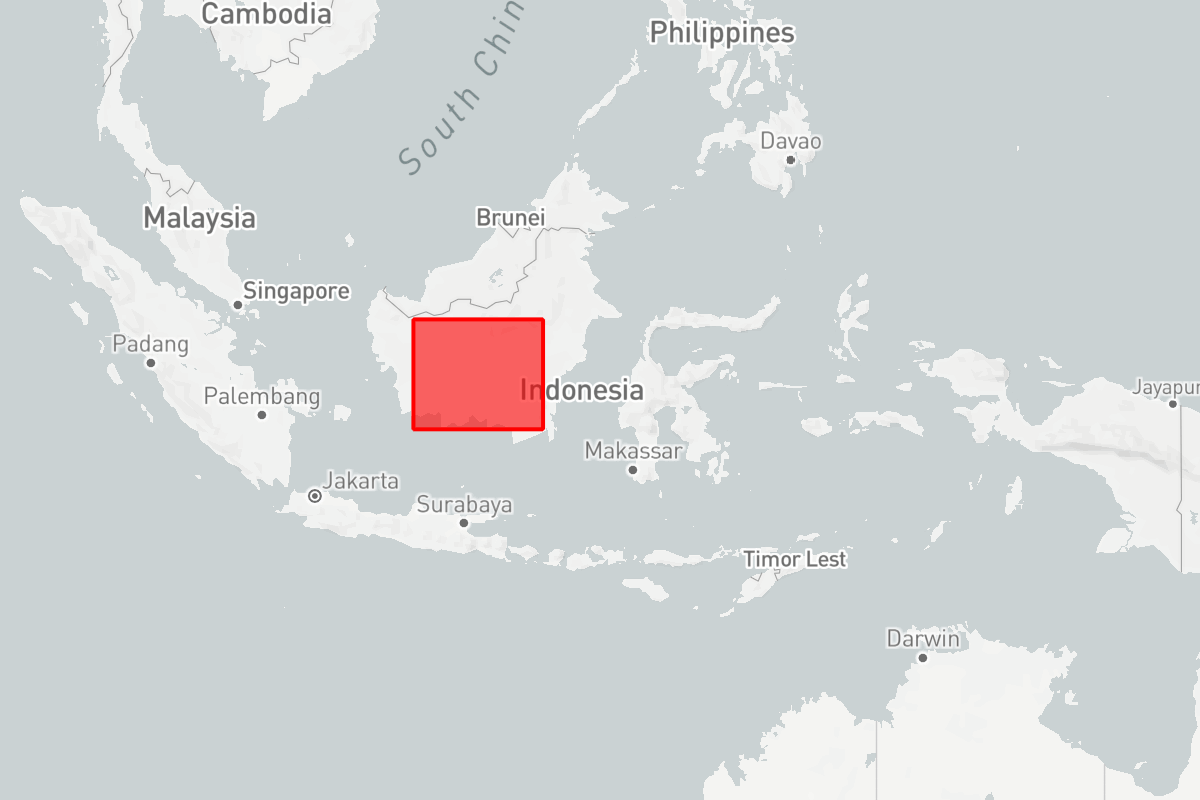 Cambodia
Philippines
South Chin
Davao
Malaysia
Brunei
Singapore
Padang
Palembang
Indonesia
Jayapur
Makassar
Jakarta
Surabaya
Timor Lest
Darwin